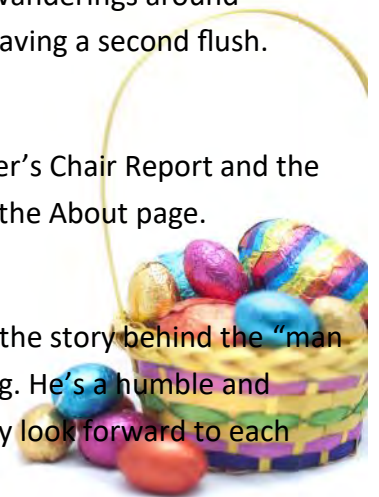 wanderings around
aving a second flush.
er’s Chair Report and the
the About page.
the story behind the “man
g. He’s a humble and
y look forward to each